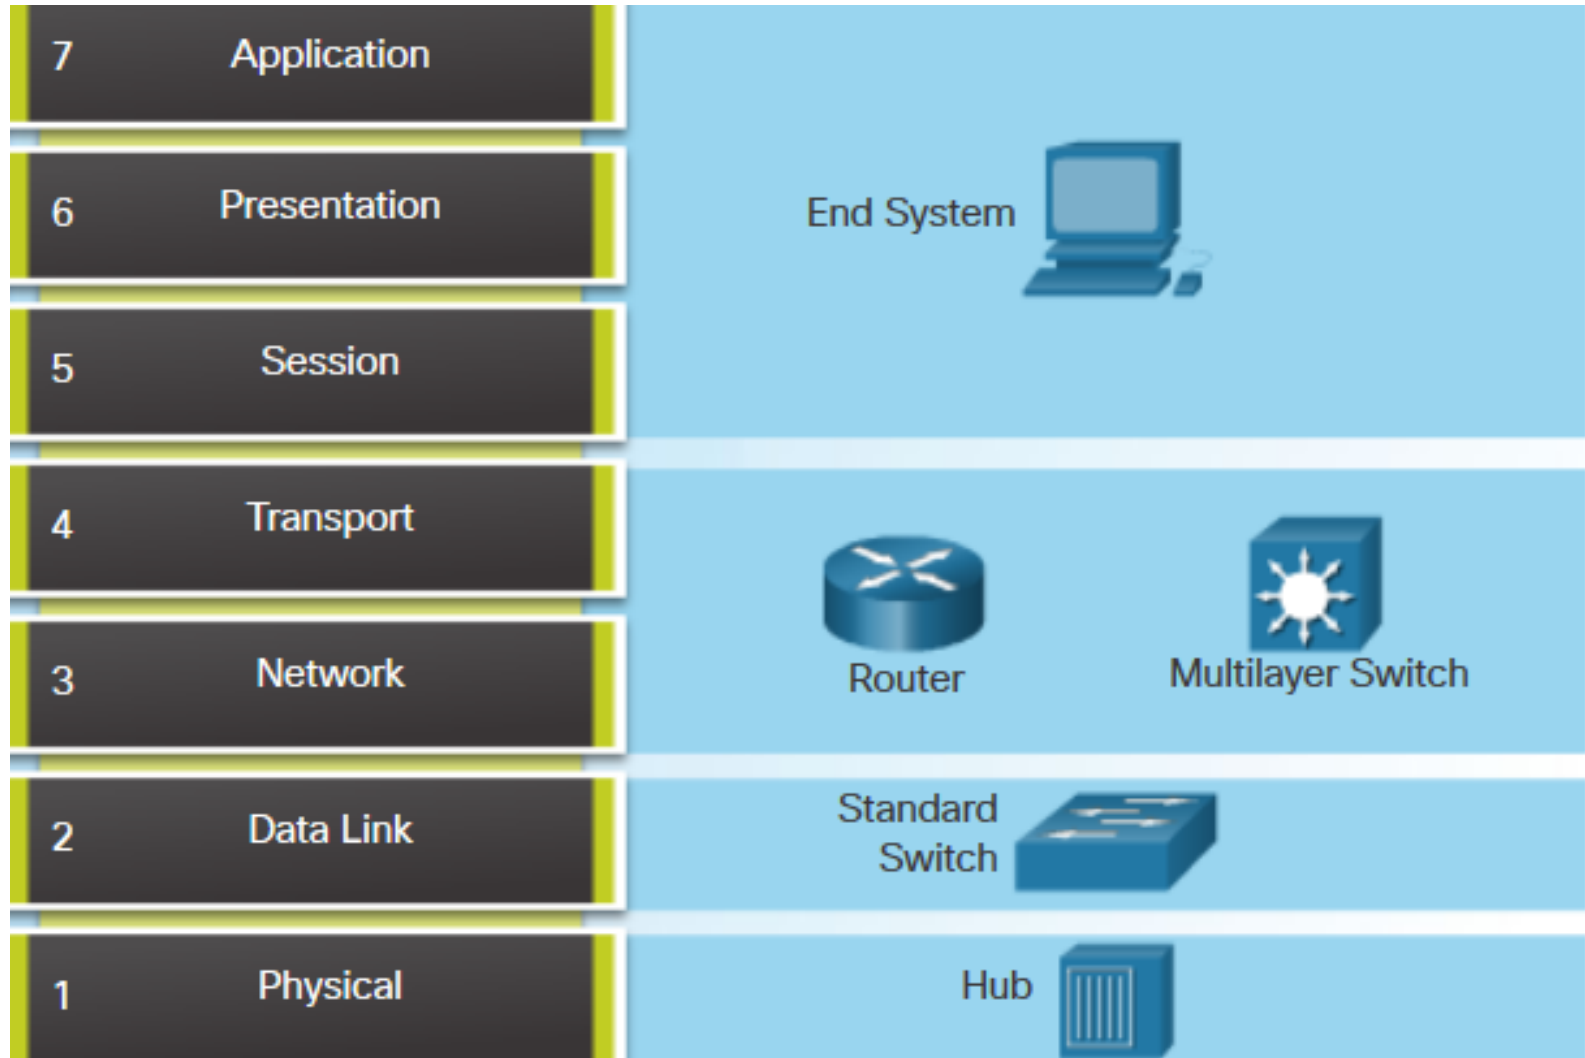 7 Application
6 Presentation
End System
5 Session
4 Transport
3 Network
Router
Multilayer Switch
2 Data Link
Standard
Switch
1 Physical
Hub